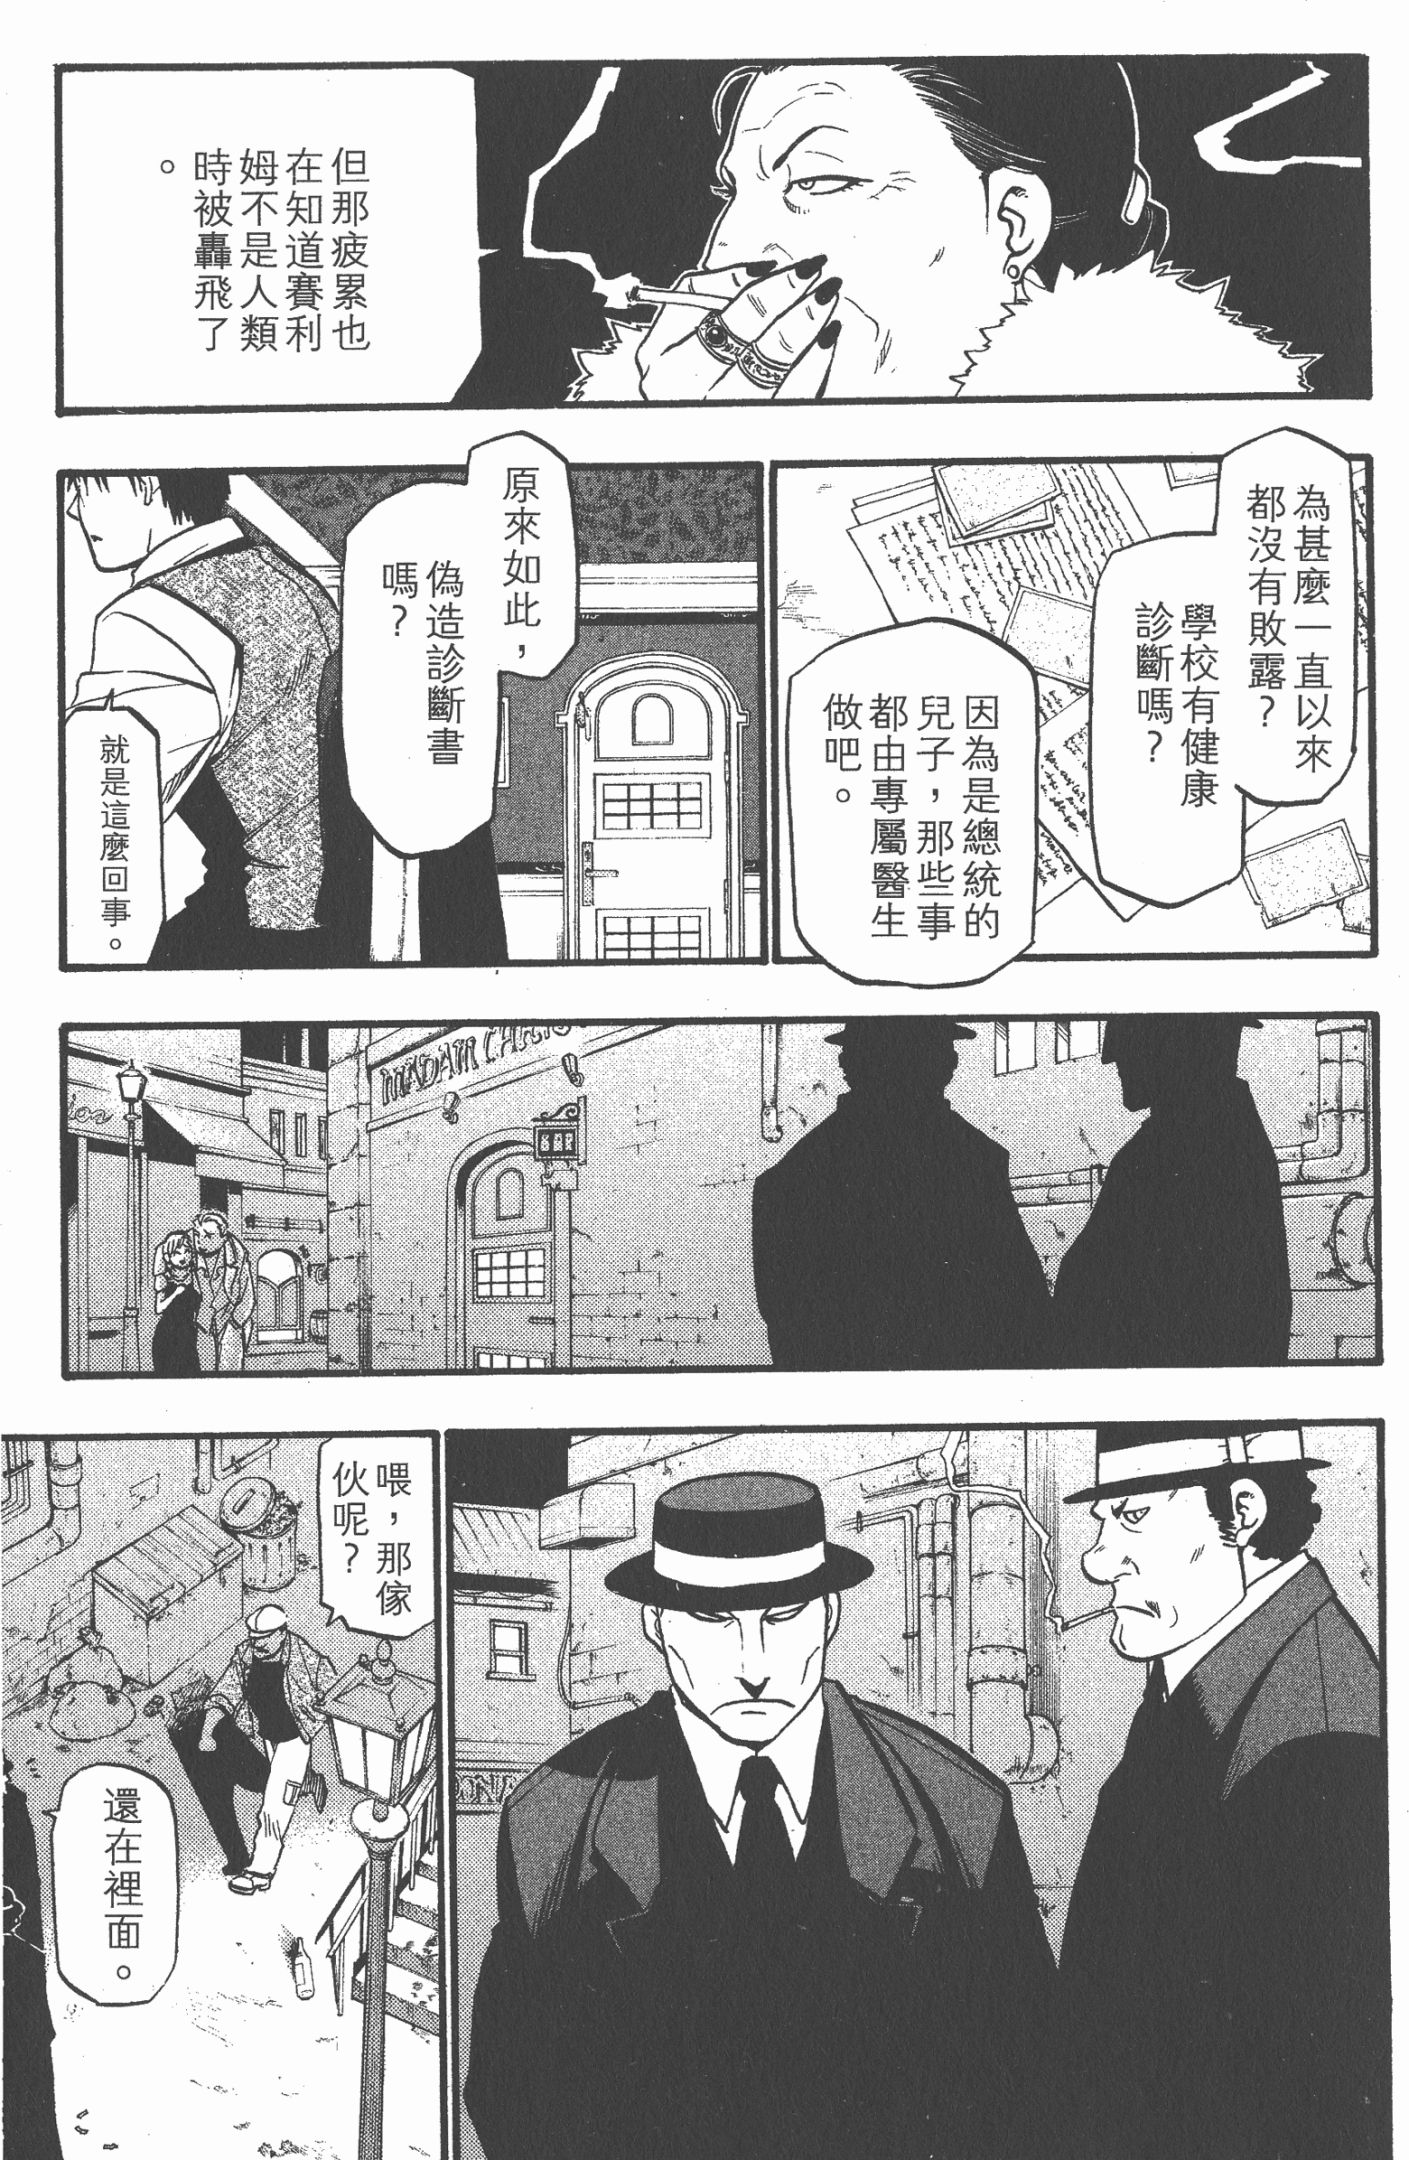 但那疲累也
在知道賽利
姆不是人類
時被轟飛了
。
為甚麼一直以來
都沒有敗露？
學校有健康
診斷嗎？
因為是總統的
兒子，那些事
都由專屬醫生
做吧。
原來如此，
偽造診斷書
嗎？
就是這麼回事。
MADAM CHRIS
ion
喂，那傢
伙呢？
還在裡面。